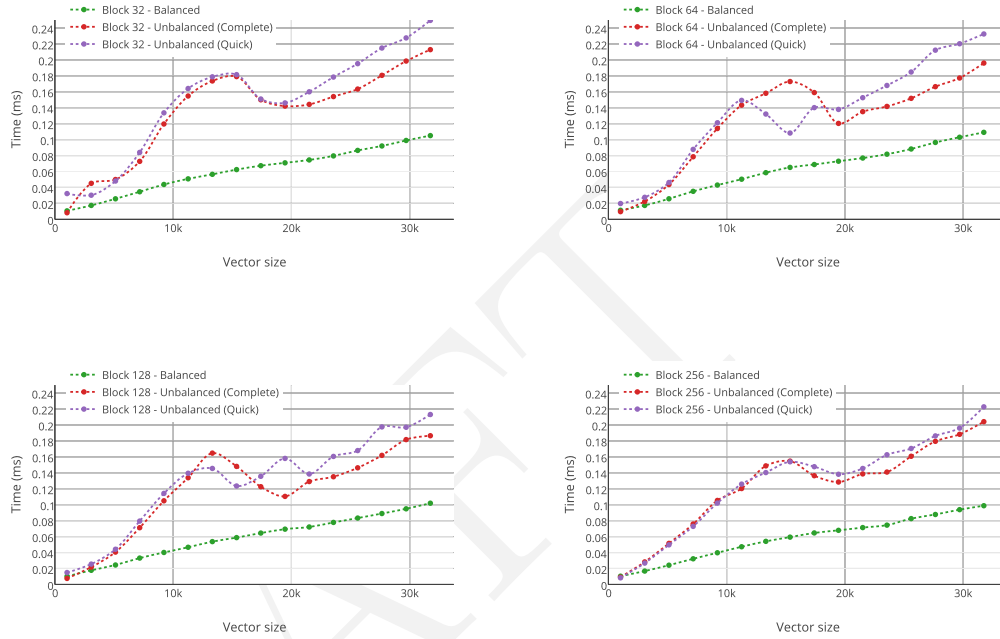 Block 32 - Balanced
Block 32 - Unbalanced (Complete)
Block 32 - Unbalanced (Quick)
Time (ms)
0.24
0.22
0.2
0.18
0.16
0.14
0.12
0.1
0.08
0.06
0.04
0.02
0
0 10k 20k 30k
Vector size
Block 64 - Balanced
Block 64 - Unbalanced (Complete)
Block 64 - Unbalanced (Quick)
Time (ms)
0.24
0.22
0.2
0.18
0.16
0.14
0.12
0.1
0.08
0.06
0.04
0.02
0
0 10k 20k 30k
Vector size
Block 128 - Balanced
Block 128 - Unbalanced (Complete)
Block 128 - Unbalanced (Quick)
Time (ms)
0.24
0.22
0.2
0.18
0.16
0.14
0.12
0.1
0.08
0.06
0.04
0.02
0
0 10k 20k 30k
Vector size
Block 256 - Balanced
Block 256 - Unbalanced (Complete)
Block 256 - Unbalanced (Quick)
Time (ms)
0.24
0.22
0.2
0.18
0.16
0.14
0.12
0.1
0.08
0.06
0.04
0.02
0
0 10k 20k 30k
Vector size
AFT